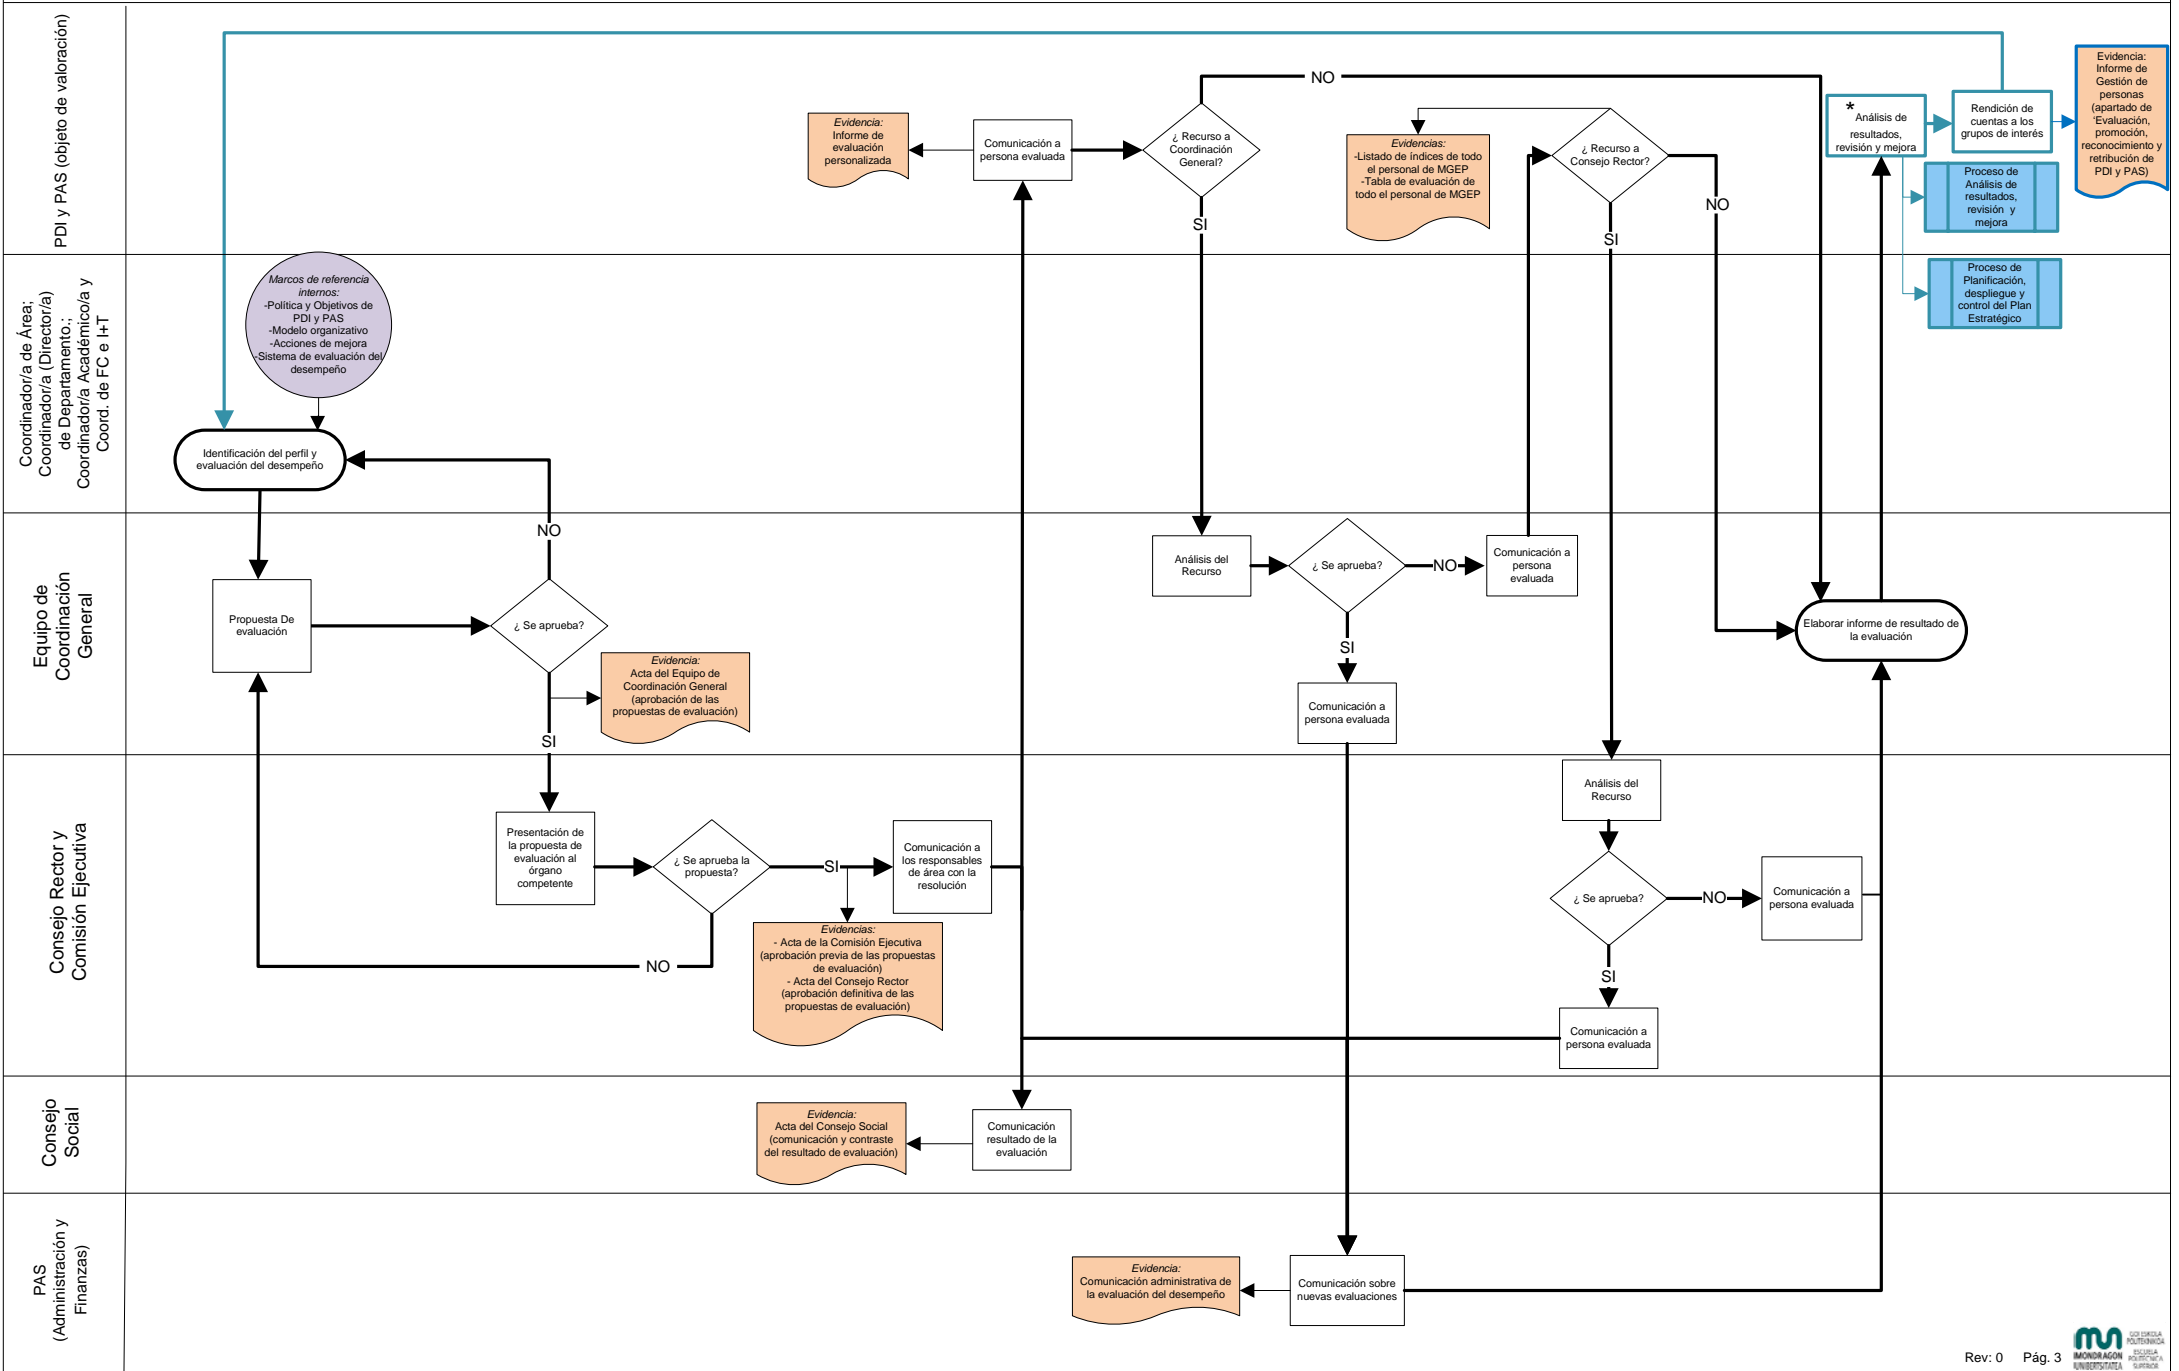 PDI y PAS (objeto de valoración)
Evidencia:
Informe de
evaluación
personalizada
Comunicación a
persona evaluada
¿ Recurso a
Coordinación
General?
NO
SI
Evidencias:
-Listado de índices de todo
el personal de MGEP
-Tabla de evaluación de
todo el personal de MGEP
¿ Recurso a
Consejo Rector?
NO
SI
*
Análisis de
resultados,
revisión y mejora
Rendición de
cuentas a los
grupos de interés
Evidencia:
Informe de
Gestión de
personas
(apartado de
‘Evaluación,
promoción,
reconocimiento y
retribución de
PDI y PAS)
Proceso de
Análisis de
resultados,
revisión y
mejora
Coordinador/a de Área;
Coordinador/a (Director/a)
de Departamento.;
Coordinador/a Académico/a y
Coord. de FC e I+T
Marcos de referencia
internos:
-Política y Objetivos de
PDI y PAS
-Modelo organizativo
-Acciones de mejora
-Sistema de evaluación del
desempeño
Identificación del perfil y
evaluación del desempeño
Proceso de
Planificación,
despliegue y
control del Plan
Estratégico
Equipo de
Coordinación
General
Propuesta De
evaluación
NO
¿ Se aprueba?
SI
Evidencia:
Acta del Equipo de
Coordinación General
(aprobación de las
propuestas de evaluación)
Análisis del
Recurso
¿ Se aprueba?
NO
Comunicación a
persona
evaluada
SI
Comunicación a
persona evaluada
Elaborar informe de resultado de
la evaluación
Consejo Rector y
Comisión Ejecutiva
Presentación de
la propuesta de
evaluación al
órgano
competente
¿ Se aprueba la
propuesta?
SI
NO
Comunicación a
los responsables
de área con la
resolución
Evidencias:
- Acta de la Comisión Ejecutiva
(aprobación previa de las propuestas
de evaluación)
- Acta del Consejo Rector
(aprobación definitiva de las
propuestas de evaluación)
Análisis del
Recurso
¿ Se aprueba?
NO
Comunicación a
persona evaluada
SI
Comunicación a
persona evaluada
Consejo
Social
Evidencia:
Acta del Consejo Social
(comunicación y contraste
del resultado de evaluación)
Comunicación
resultado de la
evaluación
PAS
(Administración y
Finanzas)
Evidencia:
Comunicación administrativa de
la evaluación del desempeño
Comunicación sobre
nuevas evaluaciones
Rev: 0 Pág. 3
MONDRAGON
UNIBERTSITATEA
GOI ESKOLA
POLITEKNIKOA
ESCUELA
POLITÉCNICA
SUPERIOR